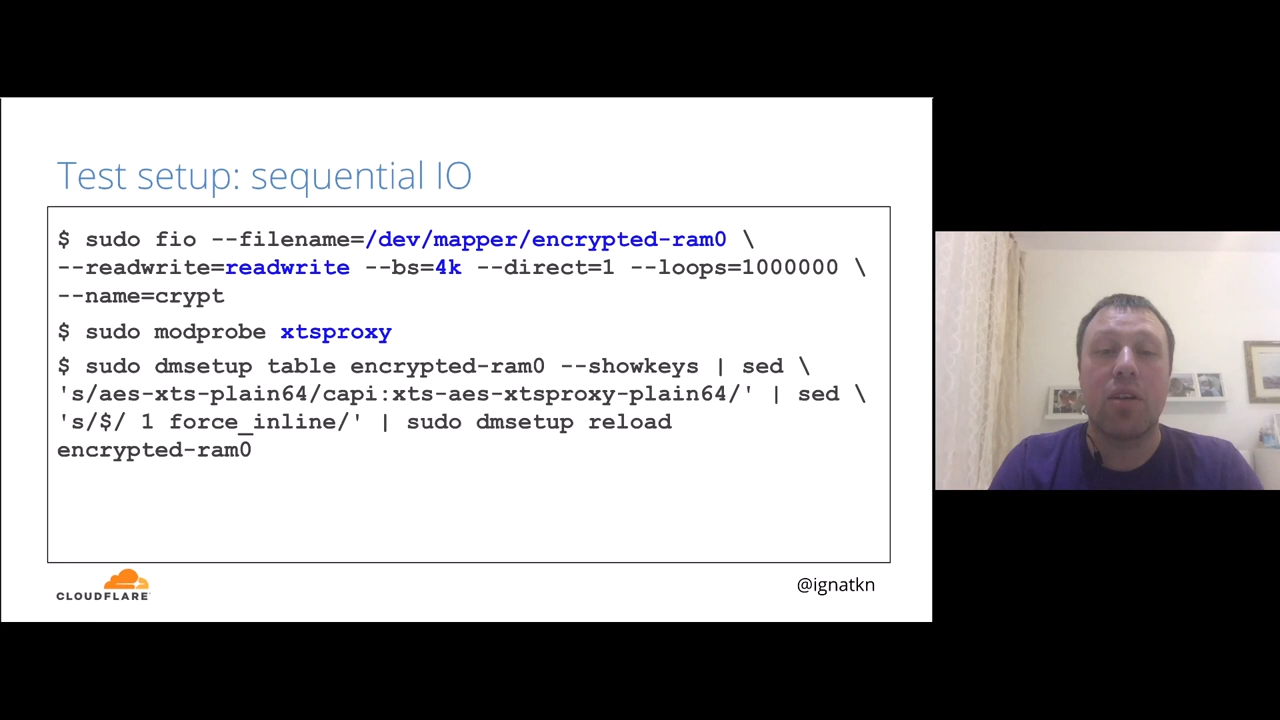 Test setup: sequential IO
$ sudo fio --filename=/dev/mapper/encrypted-ram0 \
--readwrite=readwrite --bs=4k --direct=1 --loops=1000000 \
--name=crypt
$ sudo modprobe xtsproxy
$ sudo dmsetup table encrypted-ram0 --showkeys | sed \
's/aes-xts-plain64/capi:xts-aes-xtsproxy-plain64/' | sed \
's/$/ 1 force_inline/' | sudo dmsetup reload
encrypted-ram0
CLOUDFLARE
@ignatkn